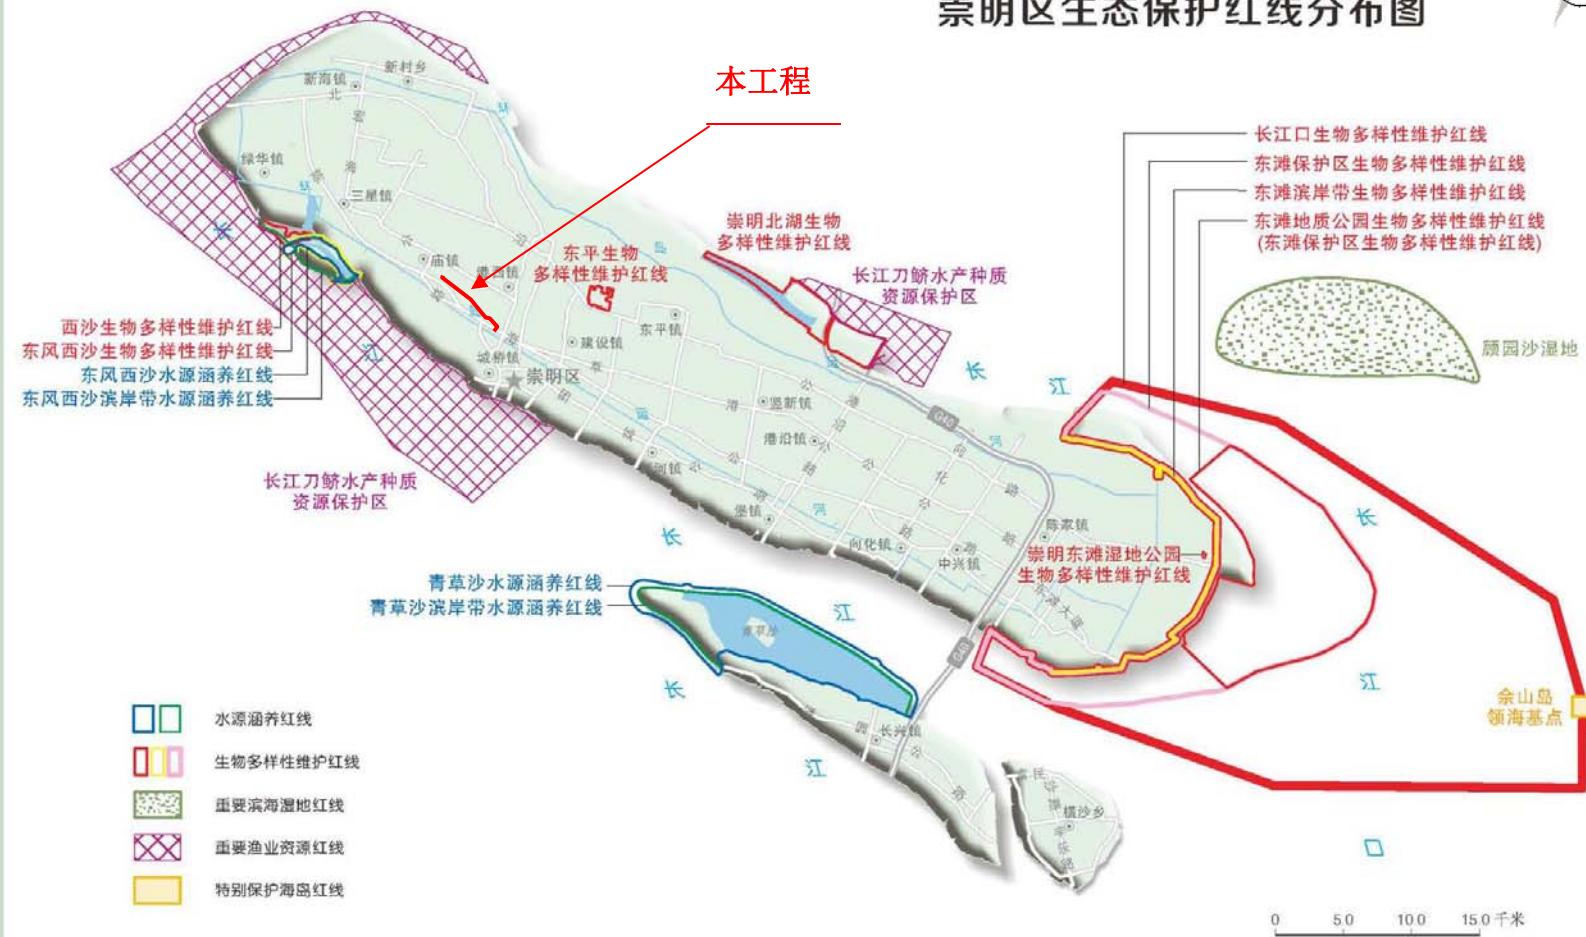 崇明区生态保护红线分布图
本工程
新村乡
新海镇
北
绿华镇
三星镇
庙镇
港西镇
东平镇
建设镇
城桥镇
崇明区
竖新镇
港沿镇
堡镇
向化镇
中兴镇
陈家镇
东滩大道
长兴镇
横沙乡
青草沙
G40
G40
长江口生物多样性维护红线
东滩保护区生物多样性维护红线
东滩滨岸带生物多样性维护红线
东滩地质公园生物多样性维护红线
(东滩保护区生物多样性维护红线)
崇明北湖生物
多样性维护红线
东平生物
多样性维护红线
长江刀鲚水产种质
资源保护区
顾园沙湿地
西沙生物多样性维护红线
东风西沙生物多样性维护红线
东风西沙水源涵养红线
东风西沙滨岸带水源涵养红线
长江刀鲚水产种质
资源保护区
崇明东滩湿地公园
生物多样性维护红线
青草沙水源涵养红线
青草沙滨岸带水源涵养红线
佘山岛
领海基点
长
江
长
江
长
江
长
江
长
江
口
水源涵养红线
生物多样性维护红线
重要滨海湿地红线
重要渔业资源红线
特别保护海岛红线
0 5.0 10.0 15.0 千米